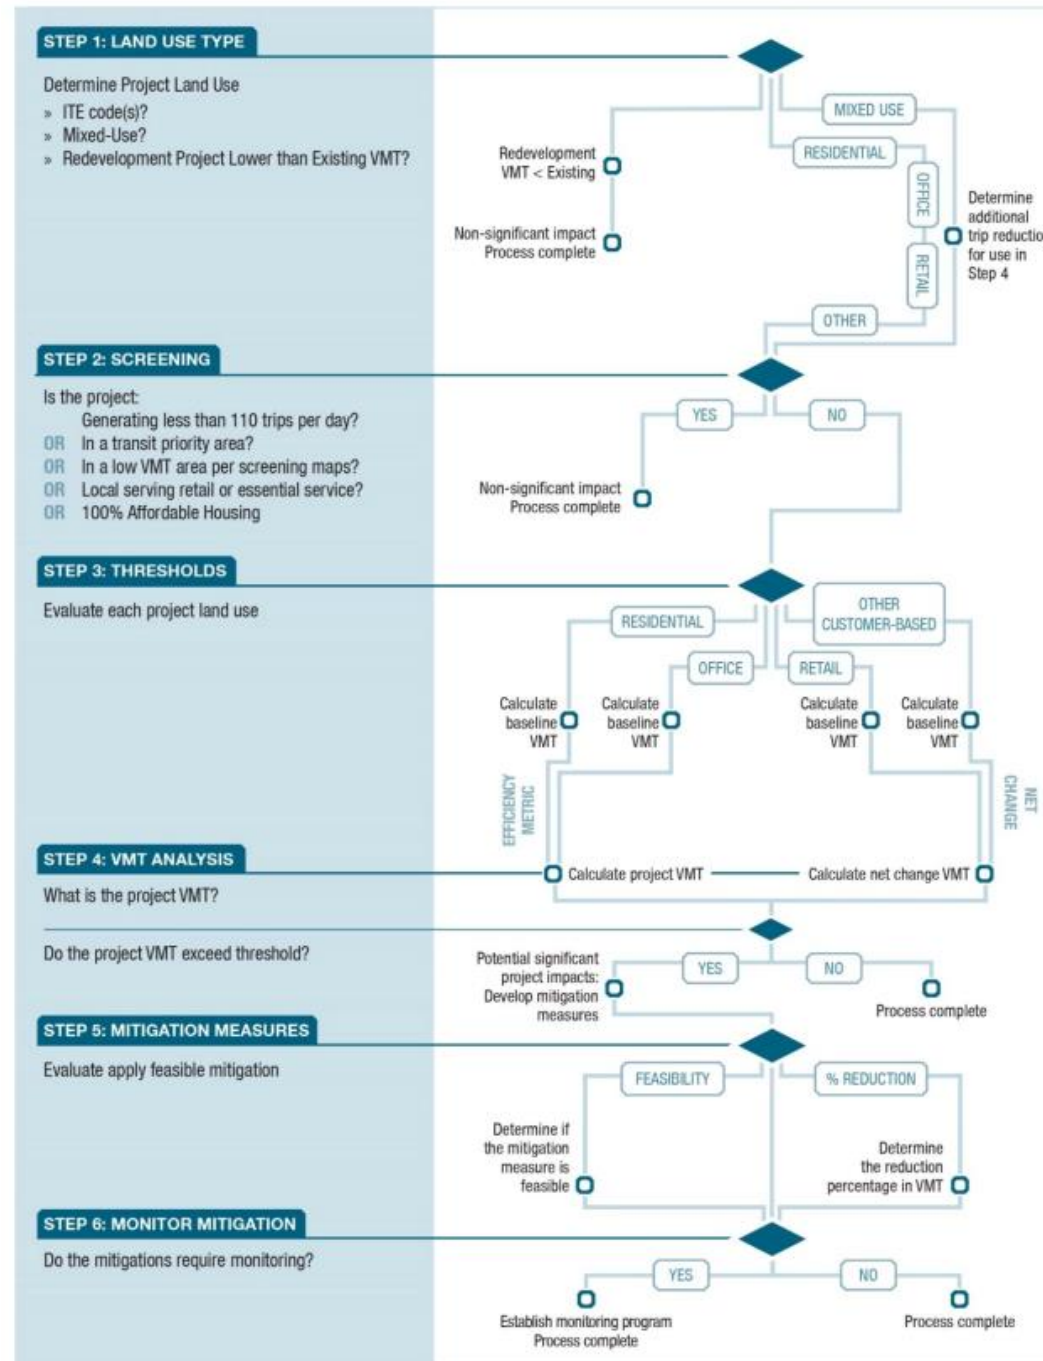 STEP 1: LAND USE TYPE
Determine Project Land Use
» ITE code(s)?
» Mixed-Use?
» Redevelopment Project Lower than Existing VMT?
MIXED USE
RESIDENTIAL
OFFICE
RETAIL
OTHER
Redevelopment
VMT < Existing
Non-significant impact
Process complete
Determine
additional
trip reductio
for use in
Step 4
STEP 2: SCREENING
Is the project:
Generating less than 110 trips per day?
OR In a transit priority area?
OR In a low VMT area per screening maps?
OR Local serving retail or essential service?
OR 100% Affordable Housing
YES
NO
Non-significant impact
Process complete
STEP 3: THRESHOLDS
Evaluate each project land use
RESIDENTIAL
OFFICE
RETAIL
OTHER
CUSTOMER-BASED
Calculate
baseline
VMT
Calculate
baseline
VMT
Calculate
baseline
VMT
Calculate
baseline
VMT
EFFICIENCY
METRIC
NET
CHANGE
STEP 4: VMT ANALYSIS
What is the project VMT?
Calculate project VMT
Calculate net change VMT
Do the project VMT exceed threshold?
YES
NO
Potential significant
project impacts:
Develop mitigation
measures
Process complete
STEP 5: MITIGATION MEASURES
Evaluate apply feasible mitigation
FEASIBILITY
% REDUCTION
Determine if
the mitigation
measure is
feasible
Determine
the reduction
percentage in VMT
STEP 6: MONITOR MITIGATION
Do the mitigations require monitoring?
YES
NO
Establish monitoring program
Process complete
Process complete